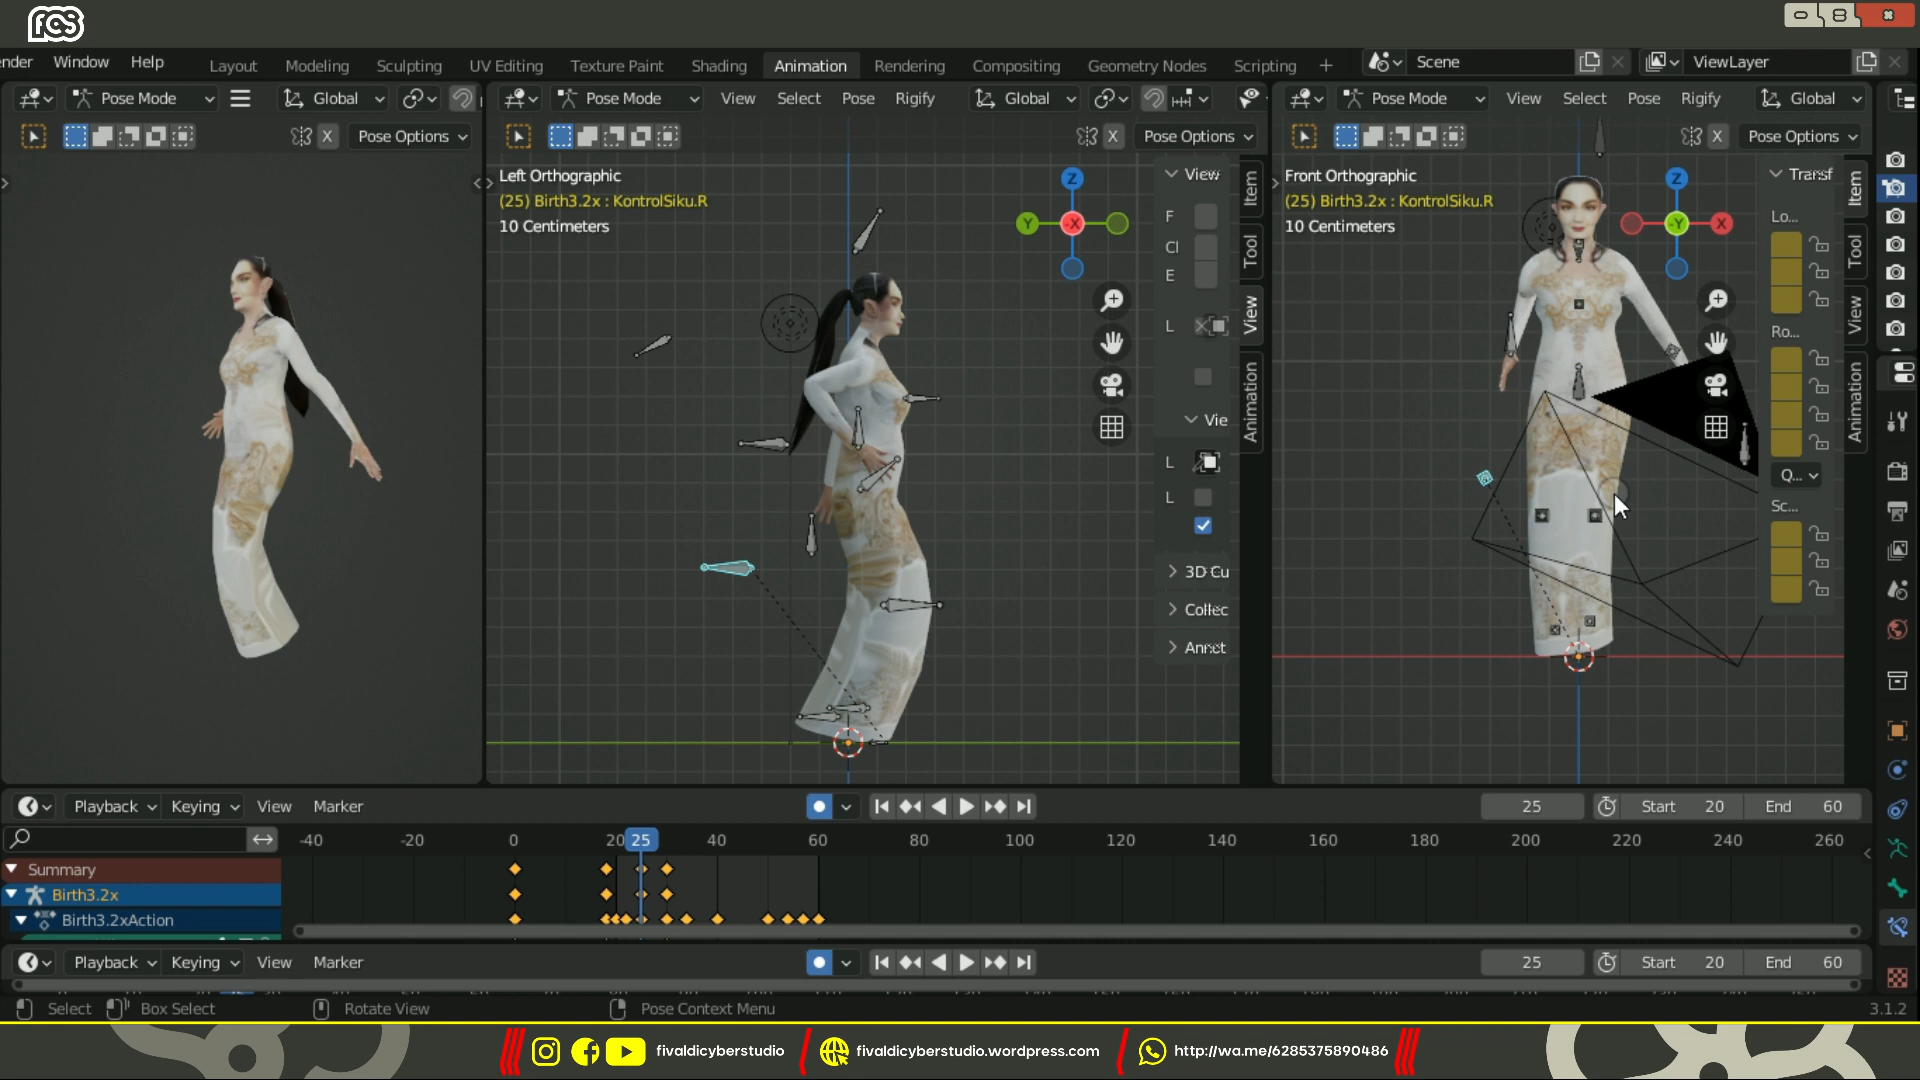 FCS
nder Window Help Layout Modeling Sculpting UV Editing Texture Paint Shading Animation Rendering Compositing Geometry Nodes Scripting + Scene ViewLayer
Pose Mode Global Pose Mode View Select Pose Rigify Global Pose Mode View Select Pose Rigify Global
X Pose Options X Pose Options X Pose Options
Left Orthographic
(25) Birth3.2x : KontrolSiku.R
10 Centimeters
Z
Y
-X
View
F
Cl
E
L
Vie
L
L
3D Cu
Collec
Item
Tool
View
Animation
Front Orthographic
(25) Birth3.2x : KontrolSiku.R
10 Centimeters
Z
-Y
X
Transf
Lo...
Ro...
Q...
Sc...
Item
Tool
View
Animation
Playback Keying View Marker 25 Start 20 End 60
-40 -20 0 20 25 40 60 80 100 120 140 160 180 200 220 240 260
Summary
Birth3.2x
Birth3.2xAction
Playback Keying View Marker 25 Start 20 End 60
Select Box Select Rotate View Pose Context Menu 3.1.2
fivaldicyberstudio fivaldicyberstudio.wordpress.com http://wa.me/6285375890486